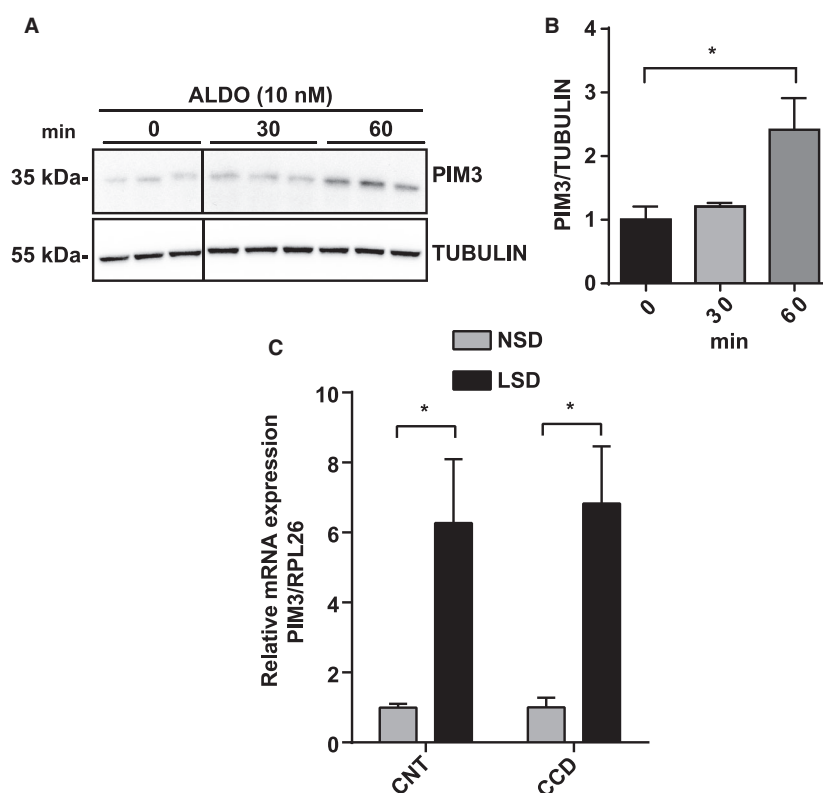 A
ALDO (10 nM)
min 0 30 60
35 kDa- PIM3
55 kDa- TUBULIN
B
*
PIM3/TUBULIN
4
3
2
1
0
0 30 60
min
C
NSD
LSD
Relative mRNA expression
PIM3/RPL26
10
8
6
4
2
0
* *
CNT CCD